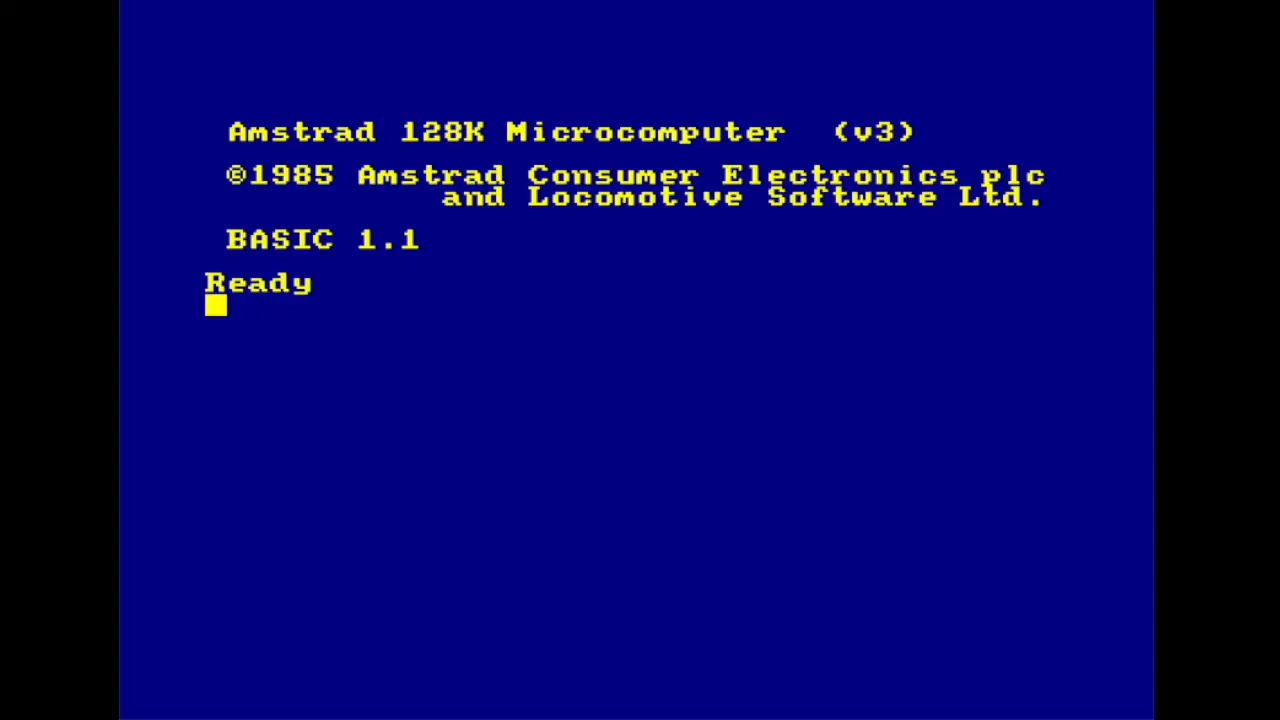 Amstrad 128K Microcomputer (v3)
©1985 Amstrad Consumer Electronics plc
and Locomotive Software Ltd.
BASIC 1.1
Ready